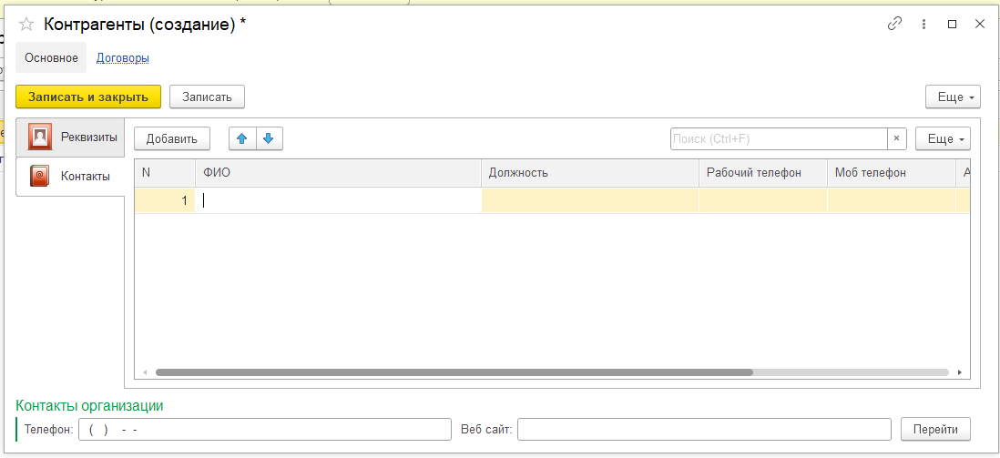 Контрагенты (создание) *
Основное Договоры
Записать и закрыть Записать Еще
Реквизиты
Контакты
Добавить Поиск (Ctrl+F) × Еще
N ФИО Должность Рабочий телефон Моб телефон
1
Контакты организации
Телефон: ( ) - - Веб сайт: Перейти